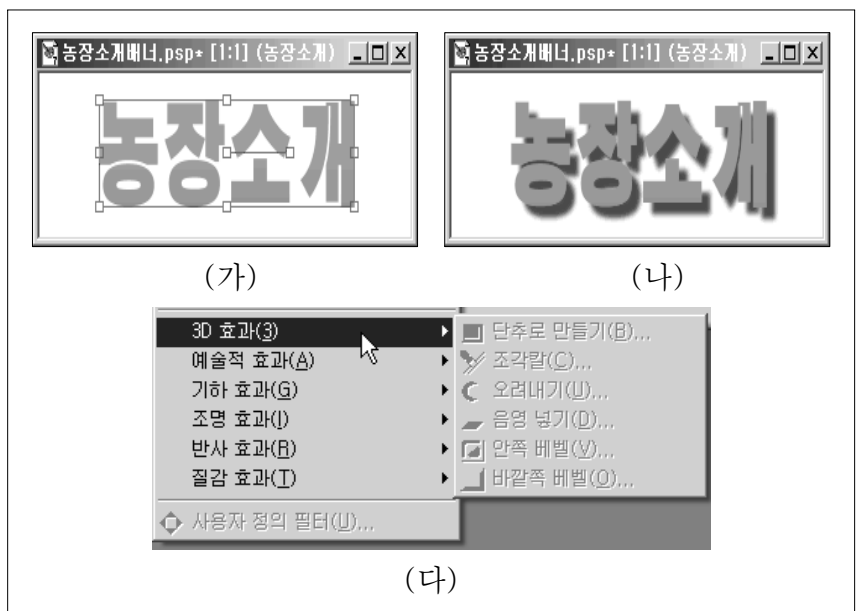 농장소개배너.psp* [1:1] (농장소개)
농장소개
(가)
농장소개배너.psp* [1:1] (농장소개)
농장소개
(나)
3D 효과(3)
예술적 효과(A)
기하 효과(G)
조명 효과(I)
반사 효과(R)
질감 효과(T)
사용자 정의 필터(U)...
단추로 만들기(B)...
조각칼(C)...
오려내기(U)...
음영 넣기(D)...
안쪽 베벨(V)...
바깥쪽 베벨(O)...
(다)